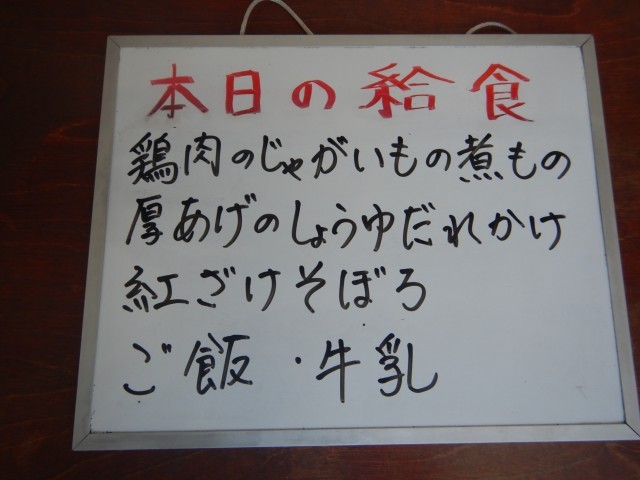 本日の給食
鶏肉のじゃがいもの煮もの
厚あげのしょうゆだれかけ
紅ざけそぼろ
ご飯・牛乳